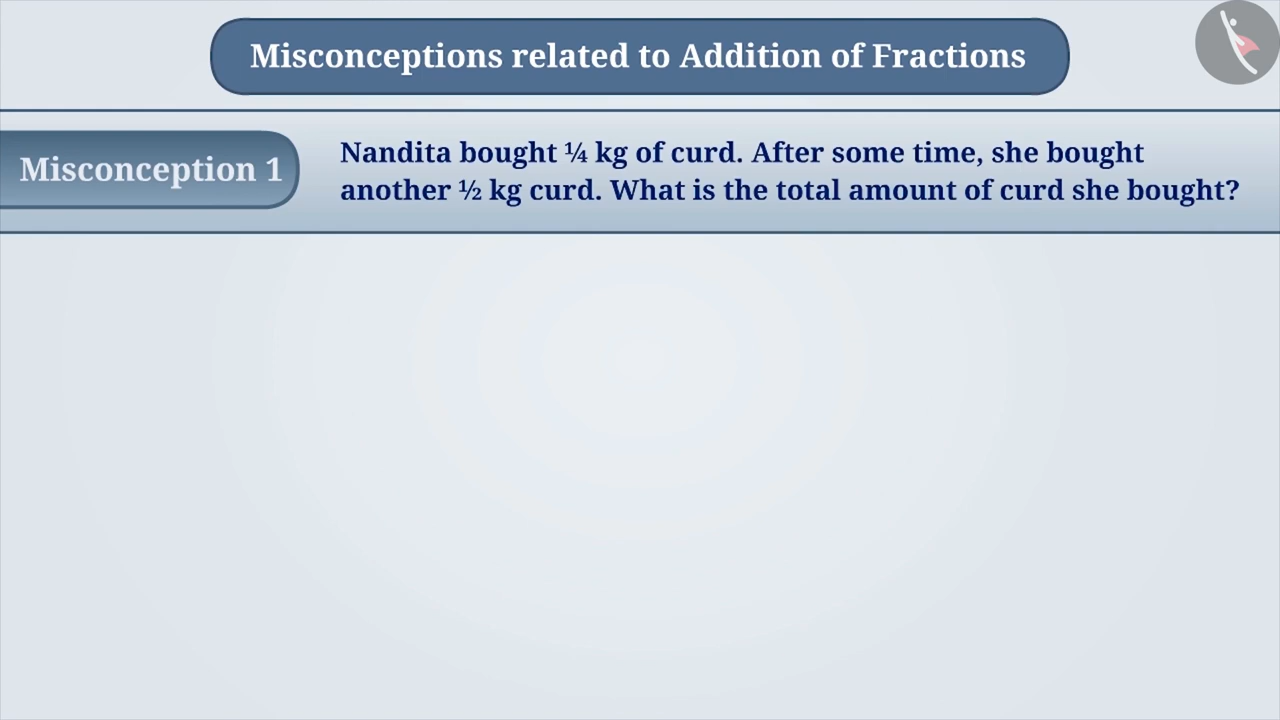 Misconceptions related to Addition of Fractions
Misconception 1
Nandita bought ¼ kg of curd. After some time, she bought
another ½ kg curd. What is the total amount of curd she bought?